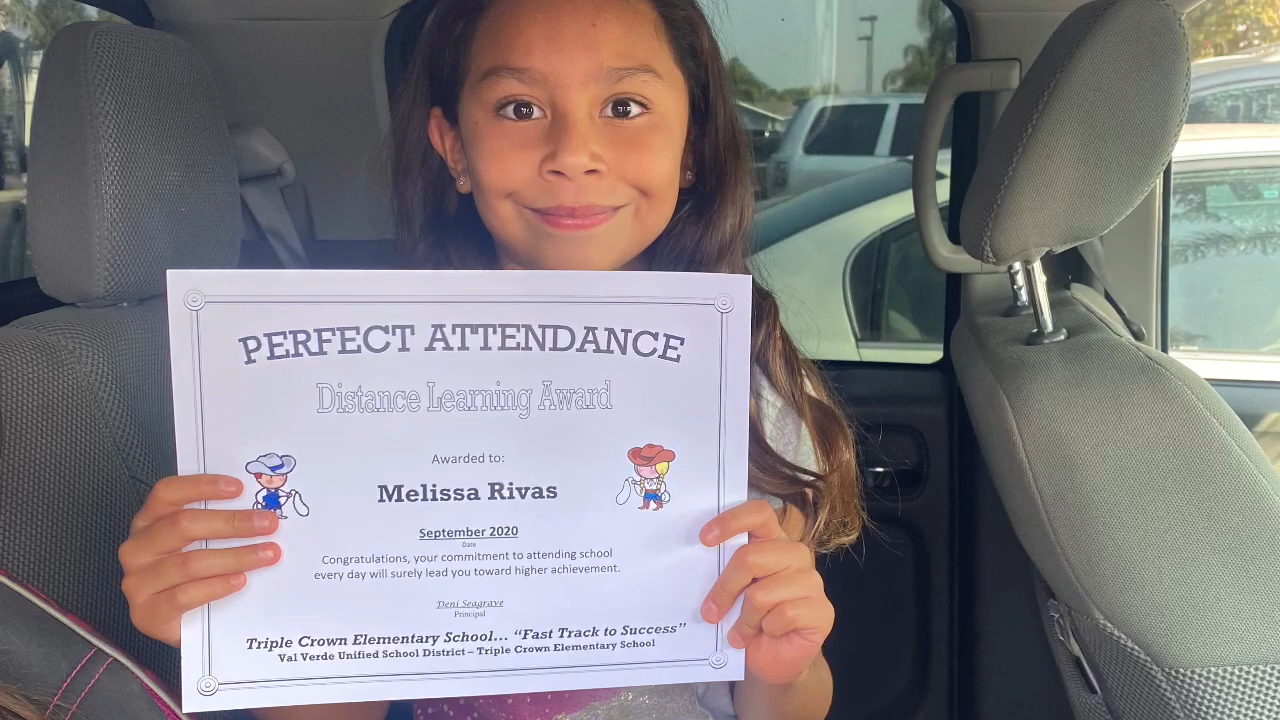 PERFECT ATTENDANCE
Distance Learning Award
Awarded to:
Melissa Rivas
September 2020
Date
Congratulations, your commitment to attending school
every day will surely lead you toward higher achievement.
Deni Seagrave
Principal
Triple Crown Elementary School... “Fast Track to Success”
Val Verde Unified School District – Triple Crown Elementary School